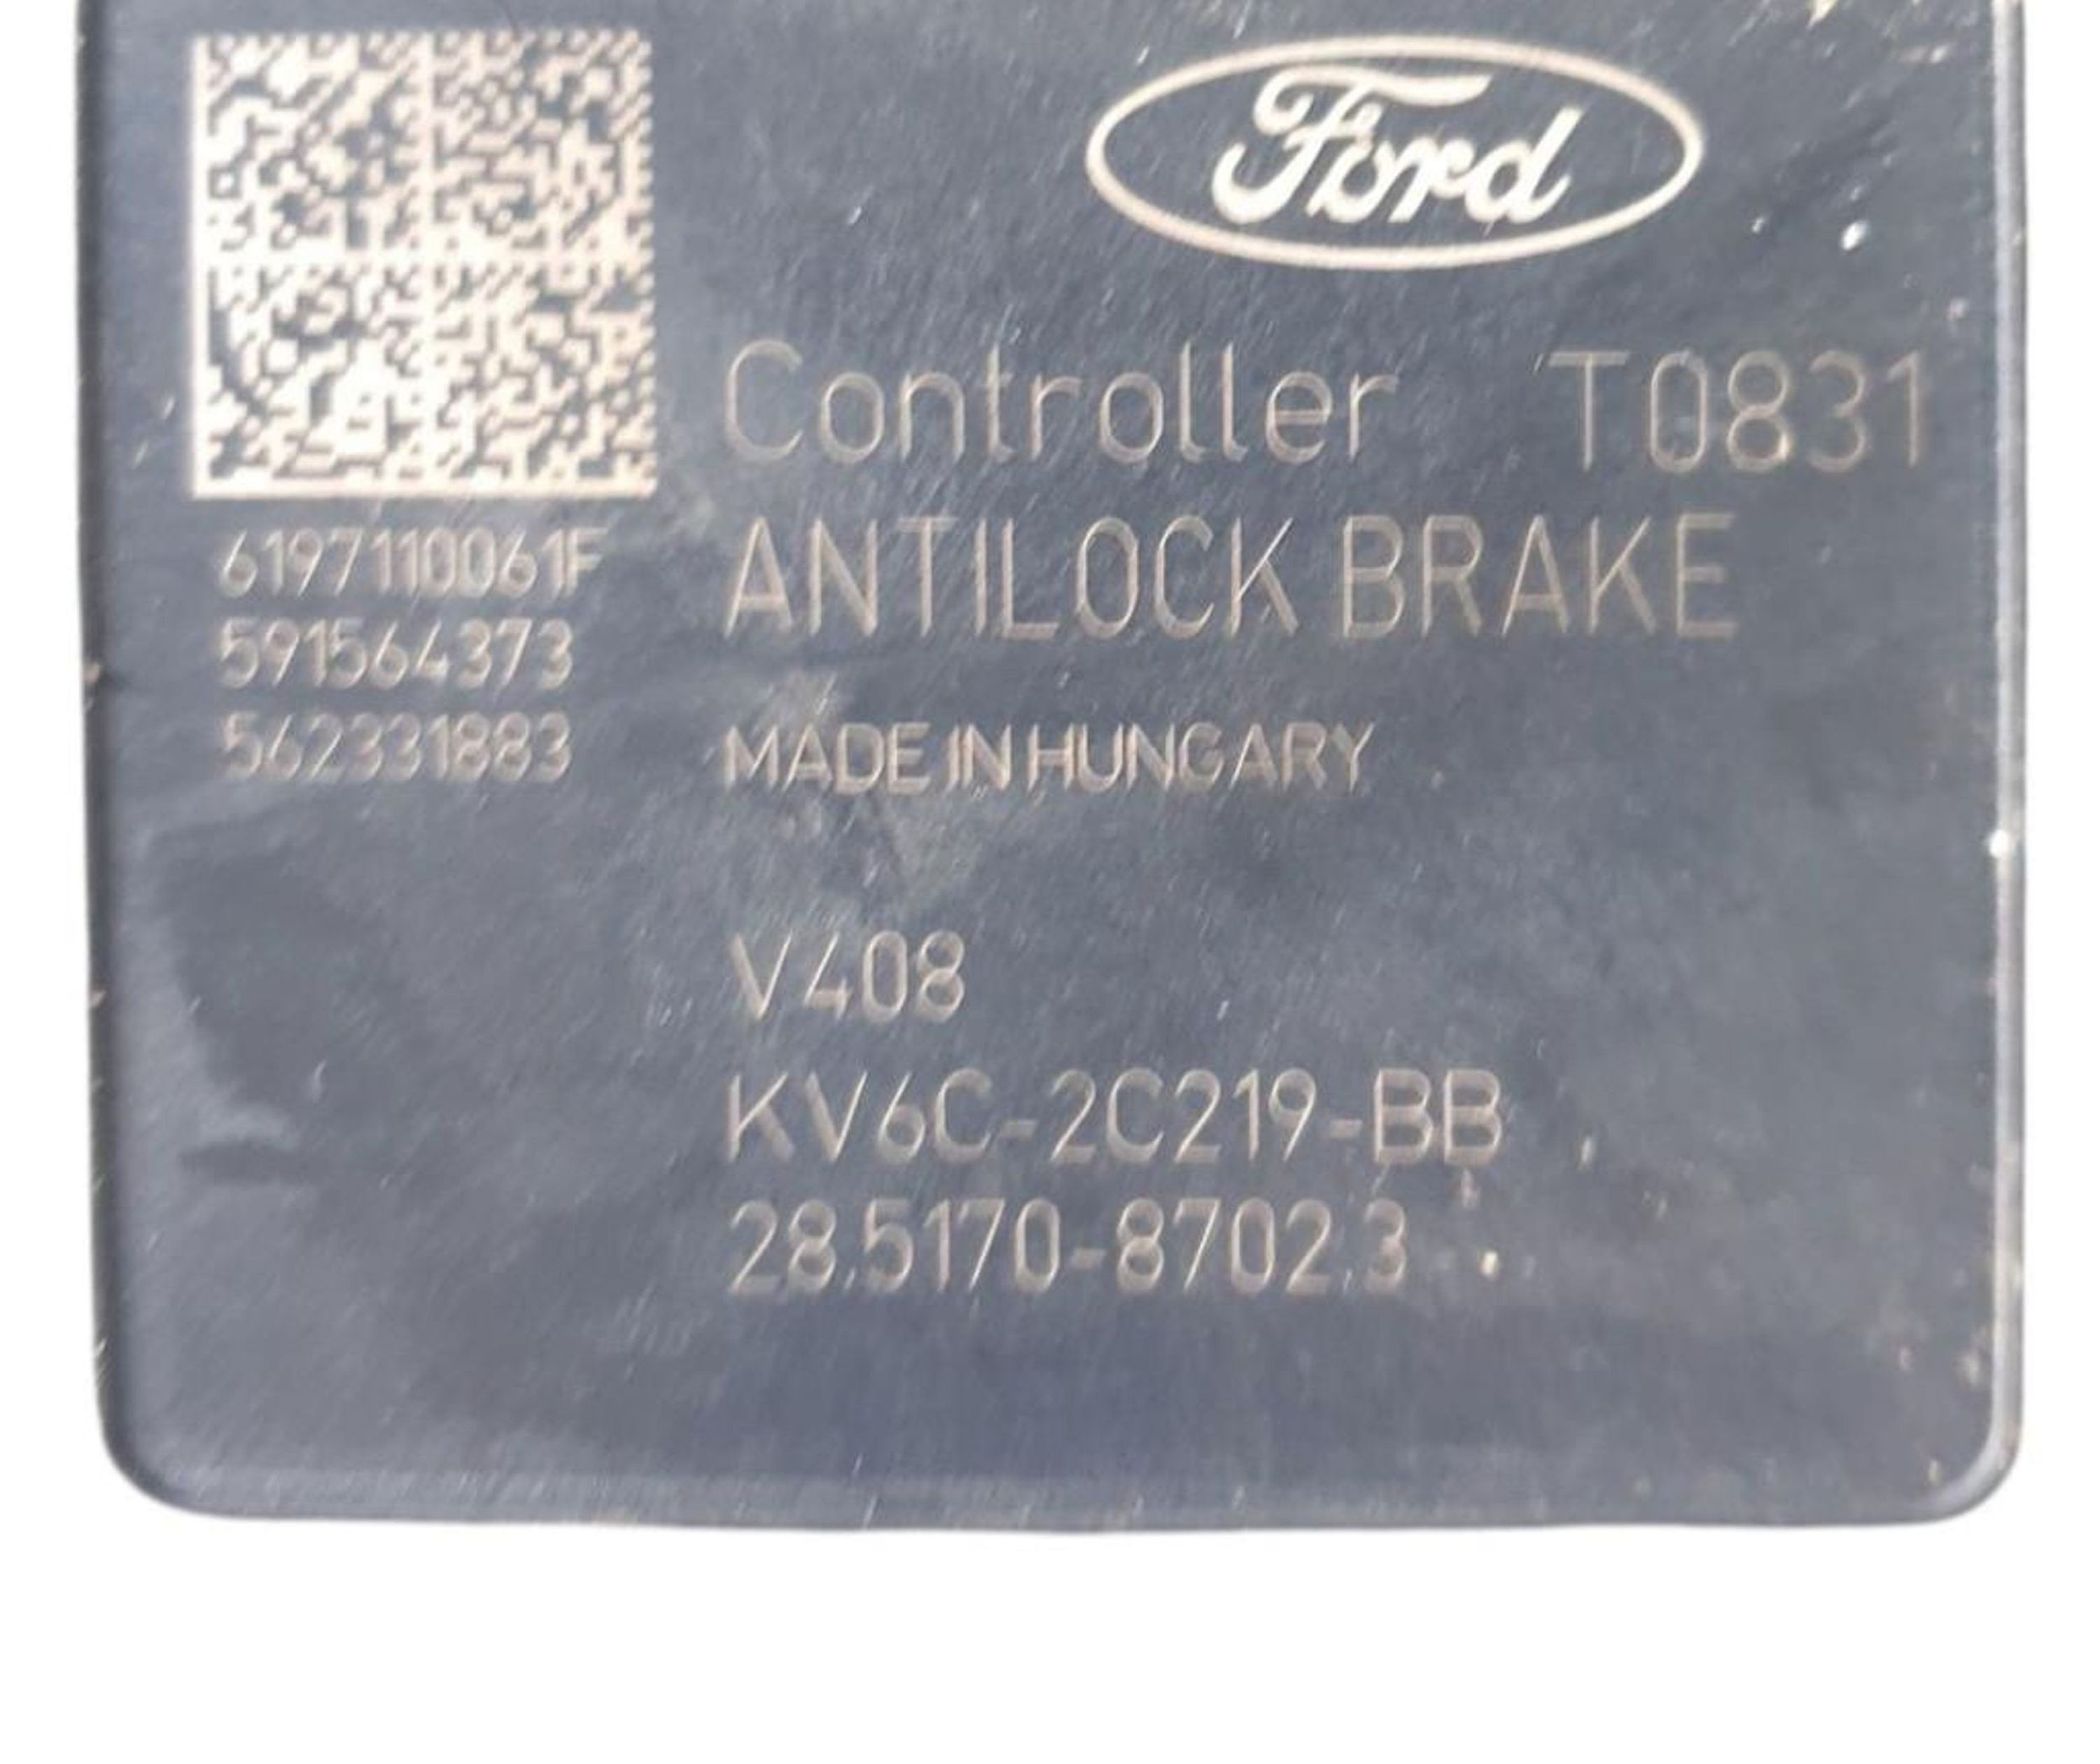 Ford
Controller T0831
ANTILOCK BRAKE
MADE IN HUNGARY
6197110061F
591564373
562331883
V408
KV6C-2C219-BB
28.5170-8702.3